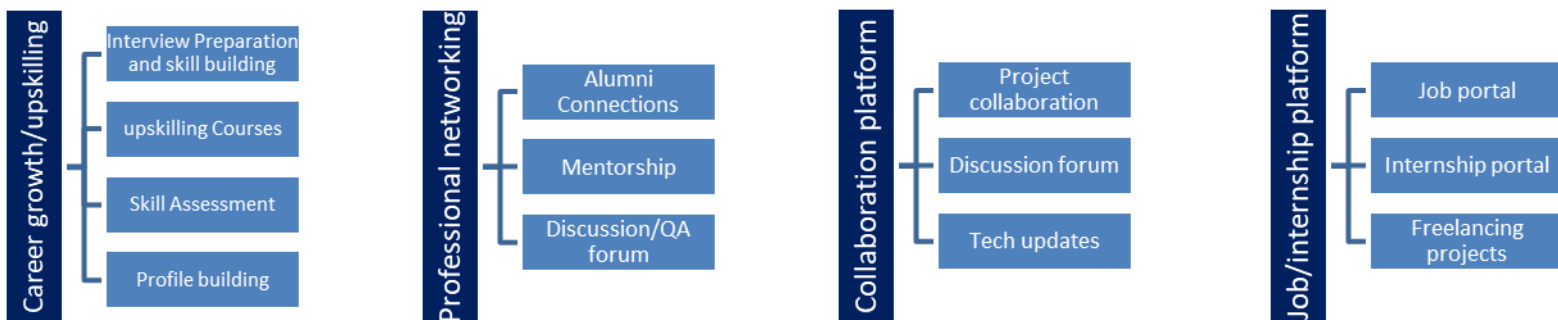 Career growth/upskilling
Interview Preparation
and skill building
upskilling Courses
Skill Assessment
Profile building
Professional networking
Alumni
Connections
Mentorship
Discussion/QA
forum
Collaboration platform
Project
collaboration
Discussion forum
Tech updates
Job/internship platform
Job portal
Internship portal
Freelancing
projects